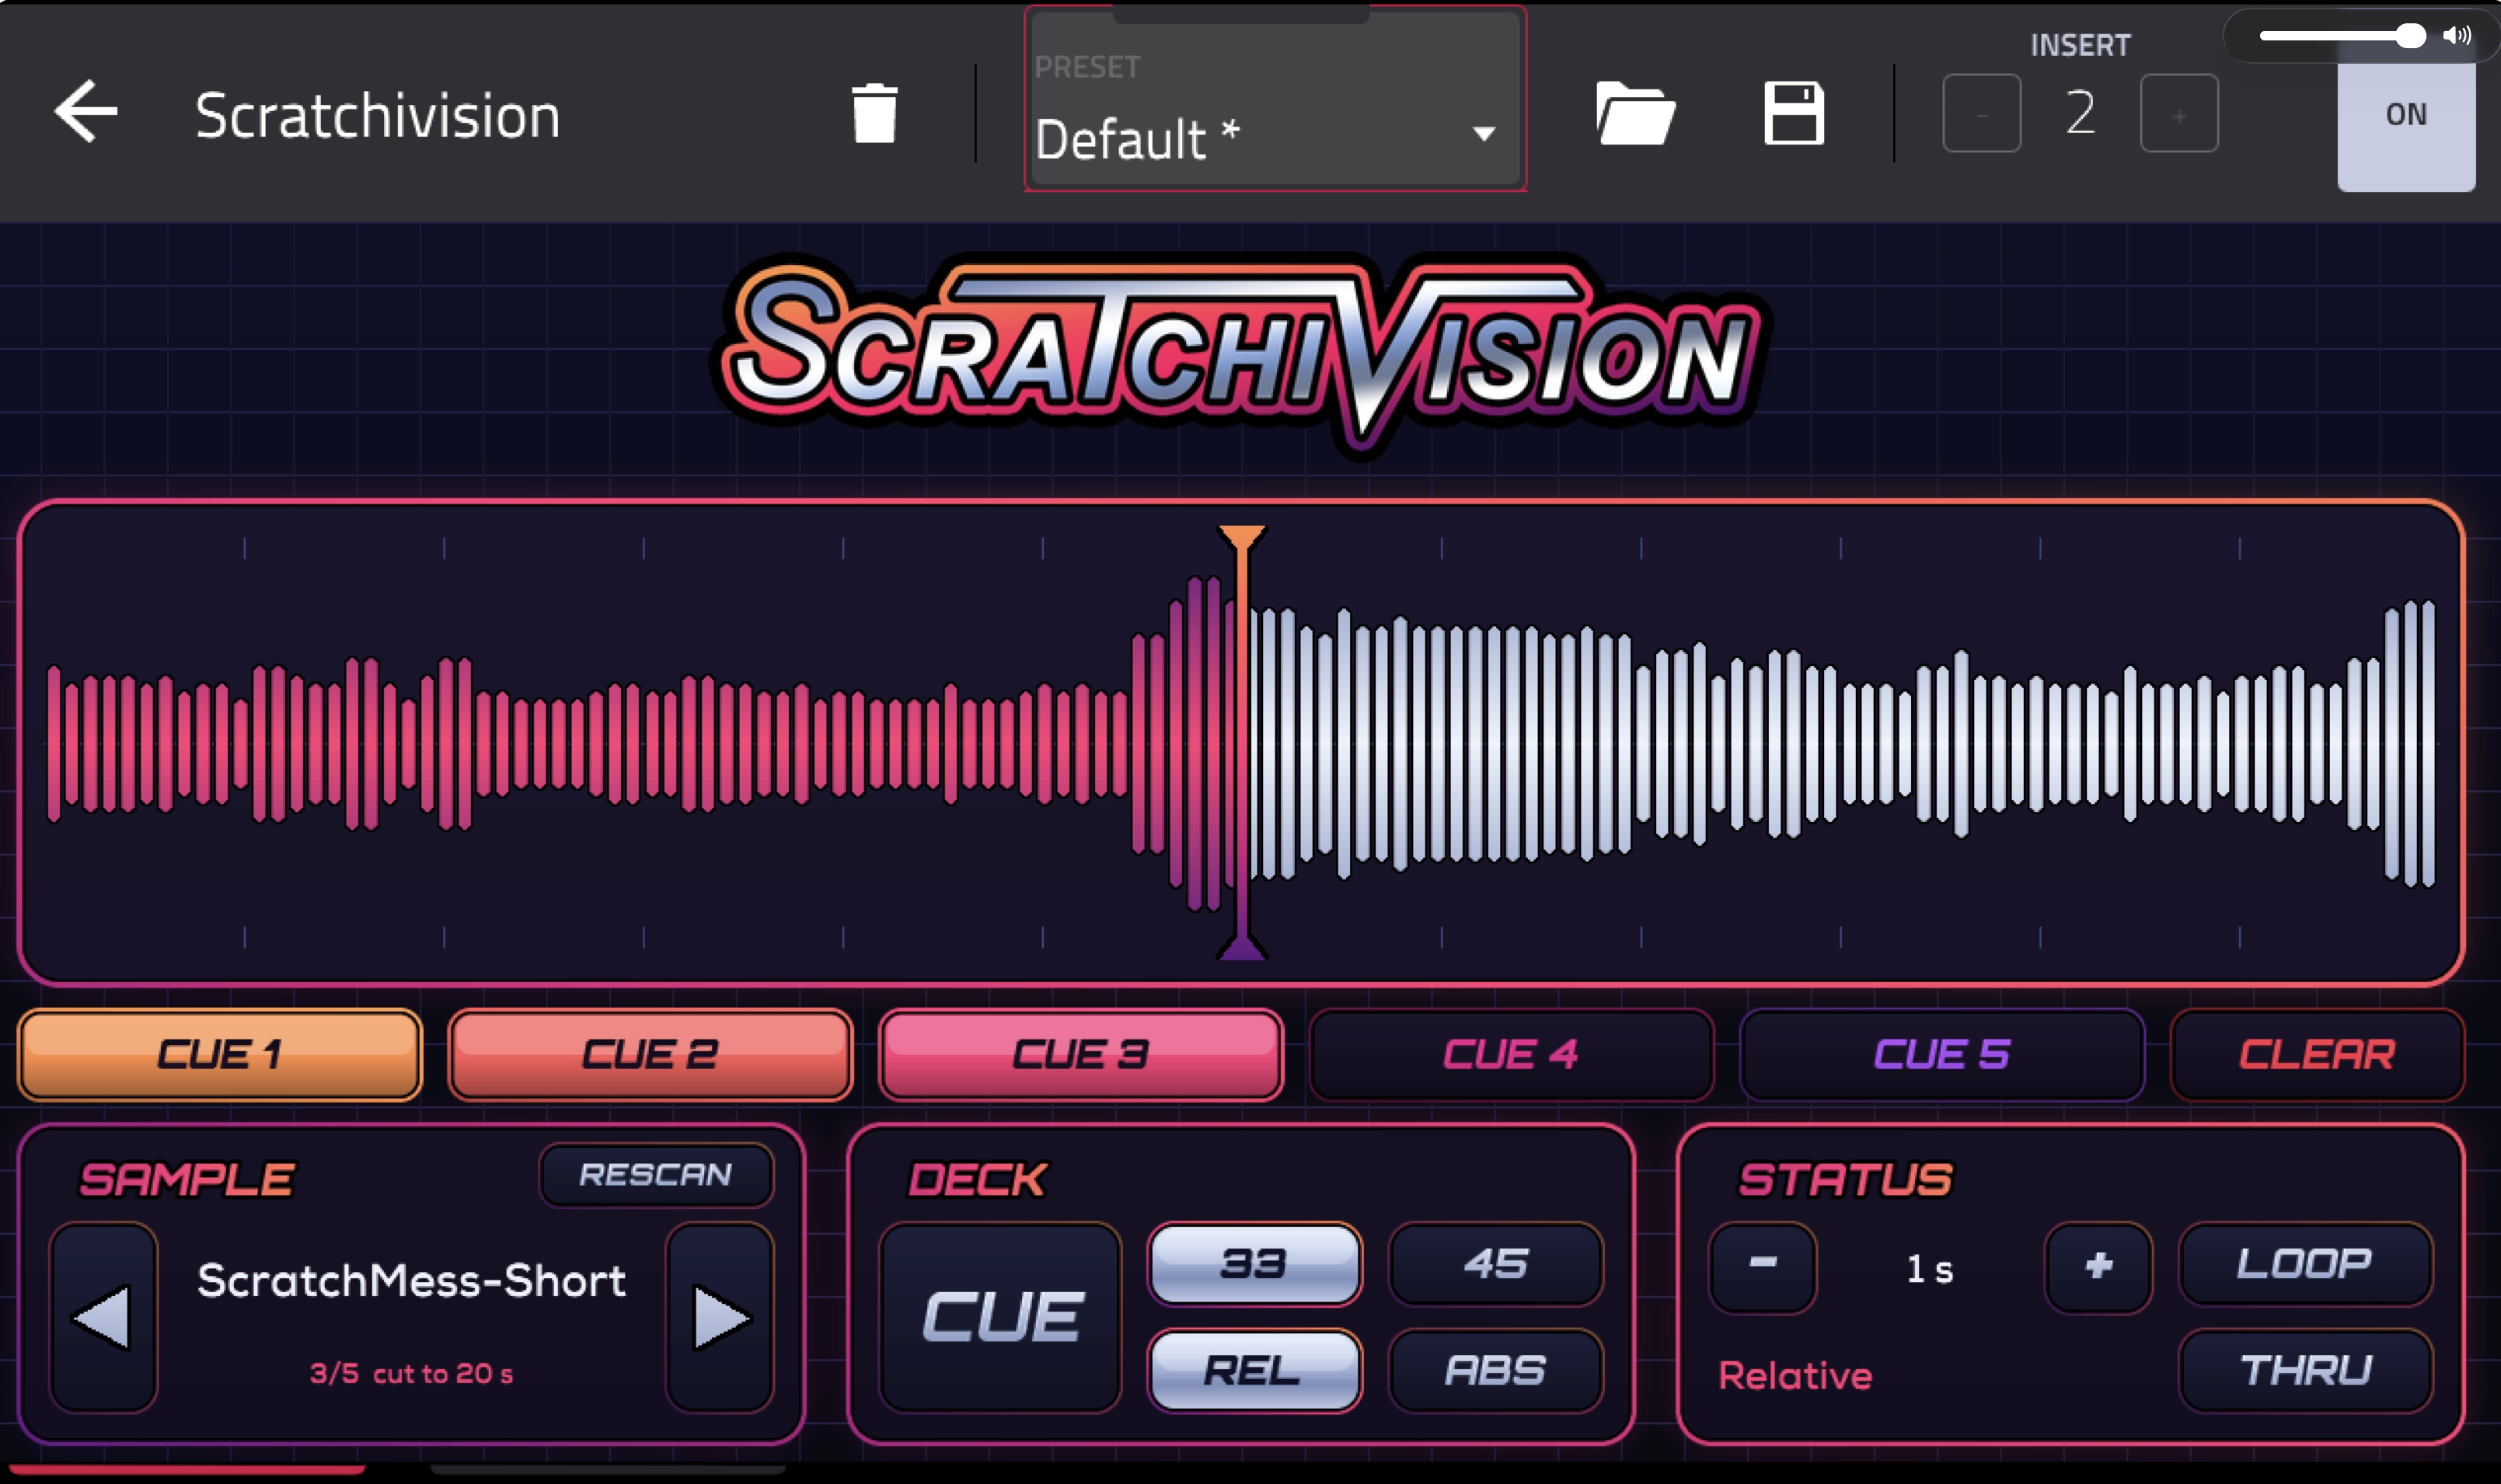 Scratchivision
PRESET
Default *
INSERT
- 2 +
ON
SCRATCHIVISION
CUE 1
CUE 2
CUE 3
CUE 4
CUE 5
CLEAR
SAMPLE
RESCAN
ScratchMess-Short
3/5 cut to 20 s
DECK
CUE
33
45
REL
ABS
STATUS
- 1 s +
LOOP
Relative
THRU